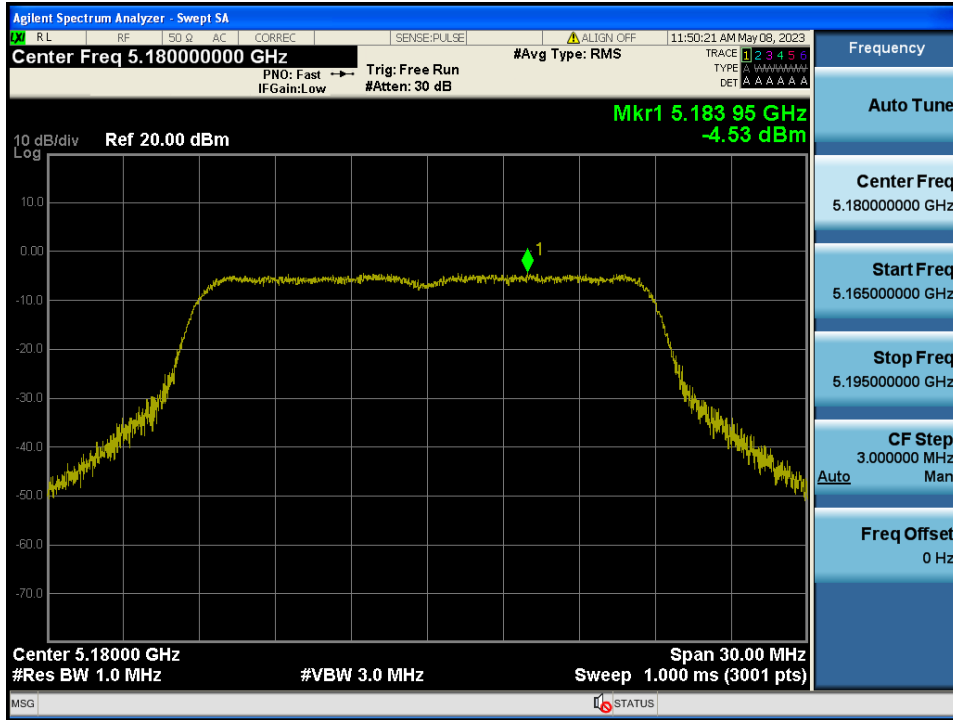 Agilent Spectrum Analyzer - Swept SA
LXI RL RF 50 Ω AC CORREC SENSE:PULSE ALIGN OFF 11:50:21 AM May 08, 2023
Center Freq 5.180000000 GHz
PNO: Fast
IFGain:Low
Trig: Free Run
#Atten: 30 dB
#Avg Type: RMS
TRACE 1 2 3 4 5 6
TYPE A WWWWW
DET A A A A A A
Mkr1 5.183 95 GHz
-4.53 dBm
10 dB/div Ref 20.00 dBm
Log
10.0
0.00
-10.0
-20.0
-30.0
-40.0
-50.0
-60.0
-70.0
1
Center 5.18000 GHz Span 30.00 MHz
#Res BW 1.0 MHz #VBW 3.0 MHz Sweep 1.000 ms (3001 pts)
MSG STATUS
Frequency
Auto Tune
Center Freq
5.180000000 GHz
Start Freq
5.165000000 GHz
Stop Freq
5.195000000 GHz
CF Step
3.000000 MHz
Auto Man
Freq Offset
0 Hz